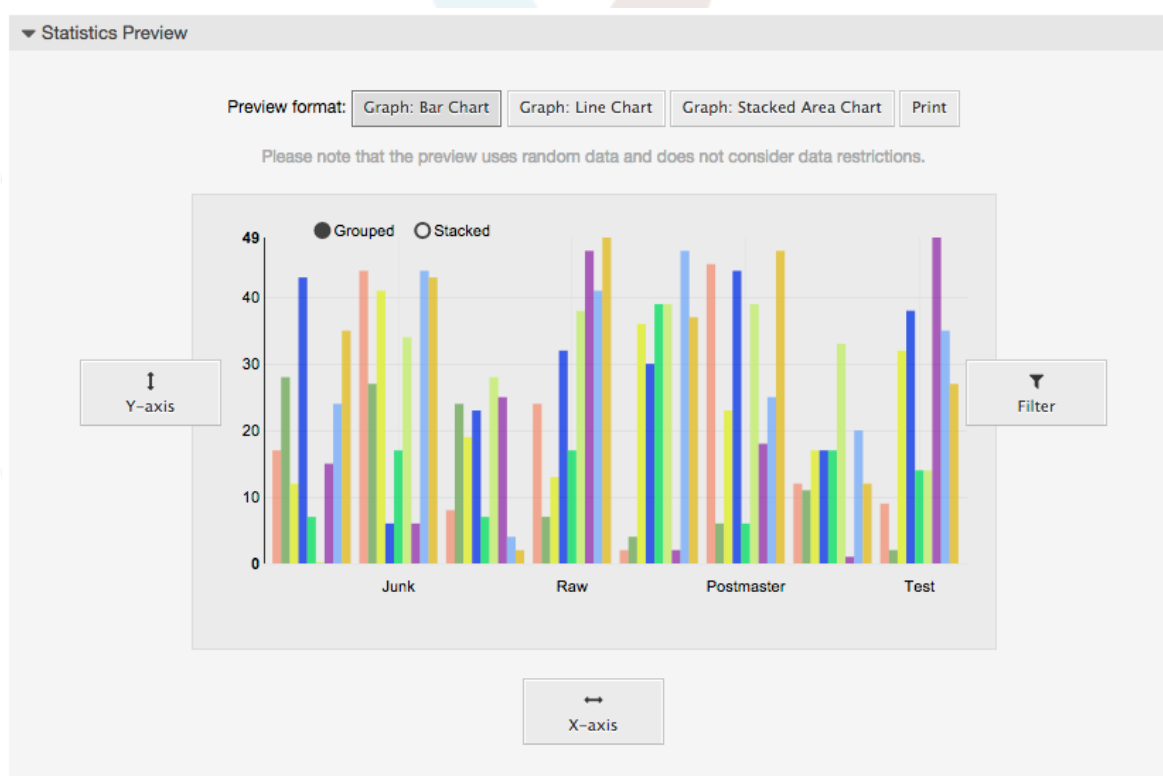 Statistics Preview
Preview format: Graph: Bar Chart Graph: Line Chart Graph: Stacked Area Chart Print
Please note that the preview uses random data and does not consider data restrictions.
Grouped Stacked
49
40
30
20
10
0
Junk Raw Postmaster Test
Y-axis
Filter
X-axis